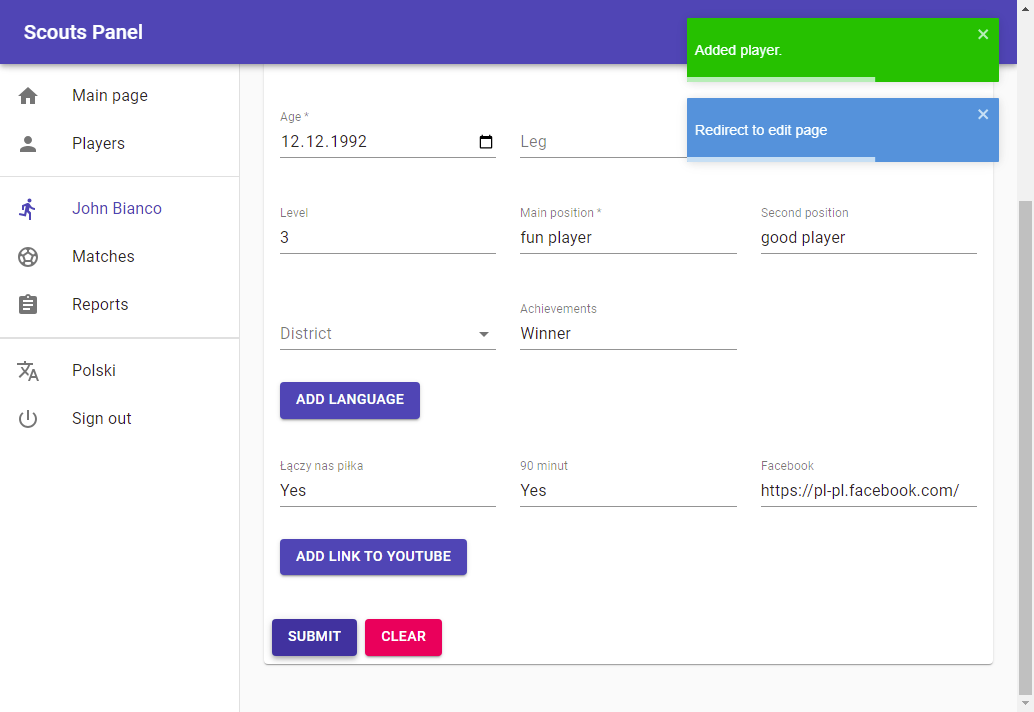 Scouts Panel
Added player.
Redirect to edit page
Main page
Players
John Bianco
Matches
Reports
Polski
Sign out
Age *
12.12.1992
Leg
Level
3
Main position *
fun player
Second position
good player
District
Achievements
Winner
ADD LANGUAGE
Łączy nas piłka
Yes
90 minut
Yes
Facebook
https://pl-pl.facebook.com/
ADD LINK TO YOUTUBE
SUBMIT
CLEAR